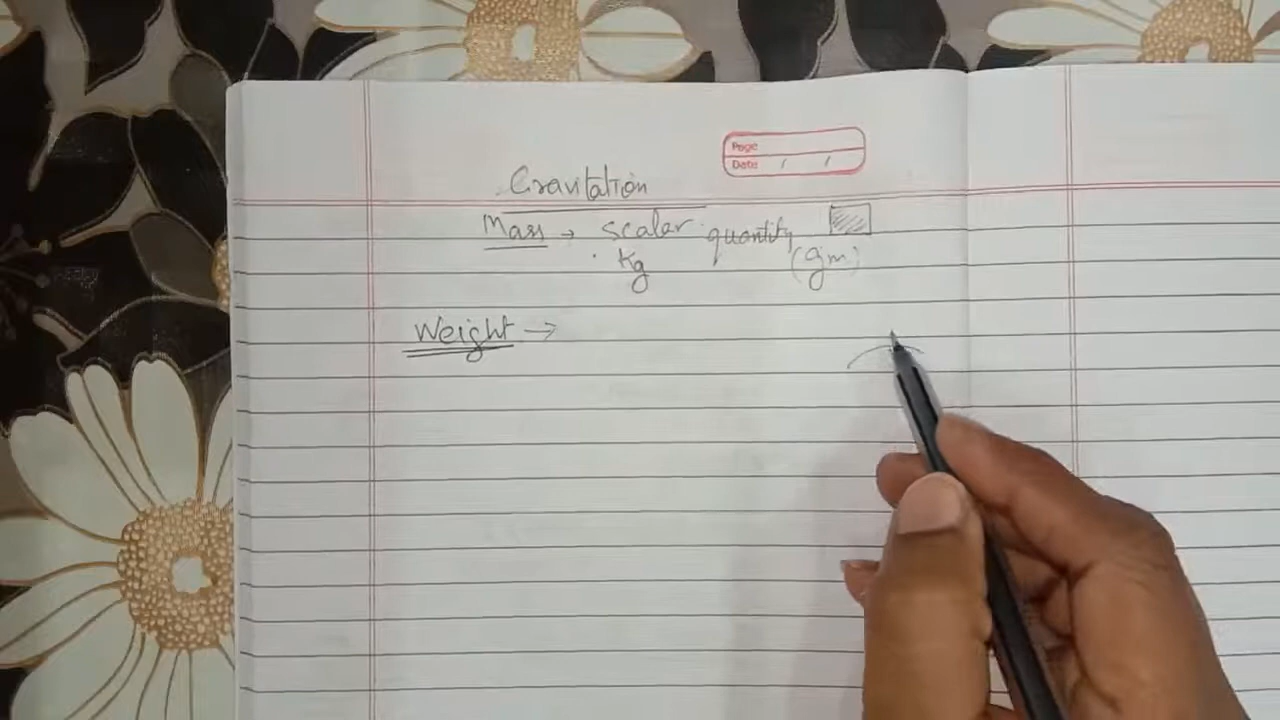 Page
Date / /
Gravitation
Mass → scalar quantity
Kg (gm)
Weight →